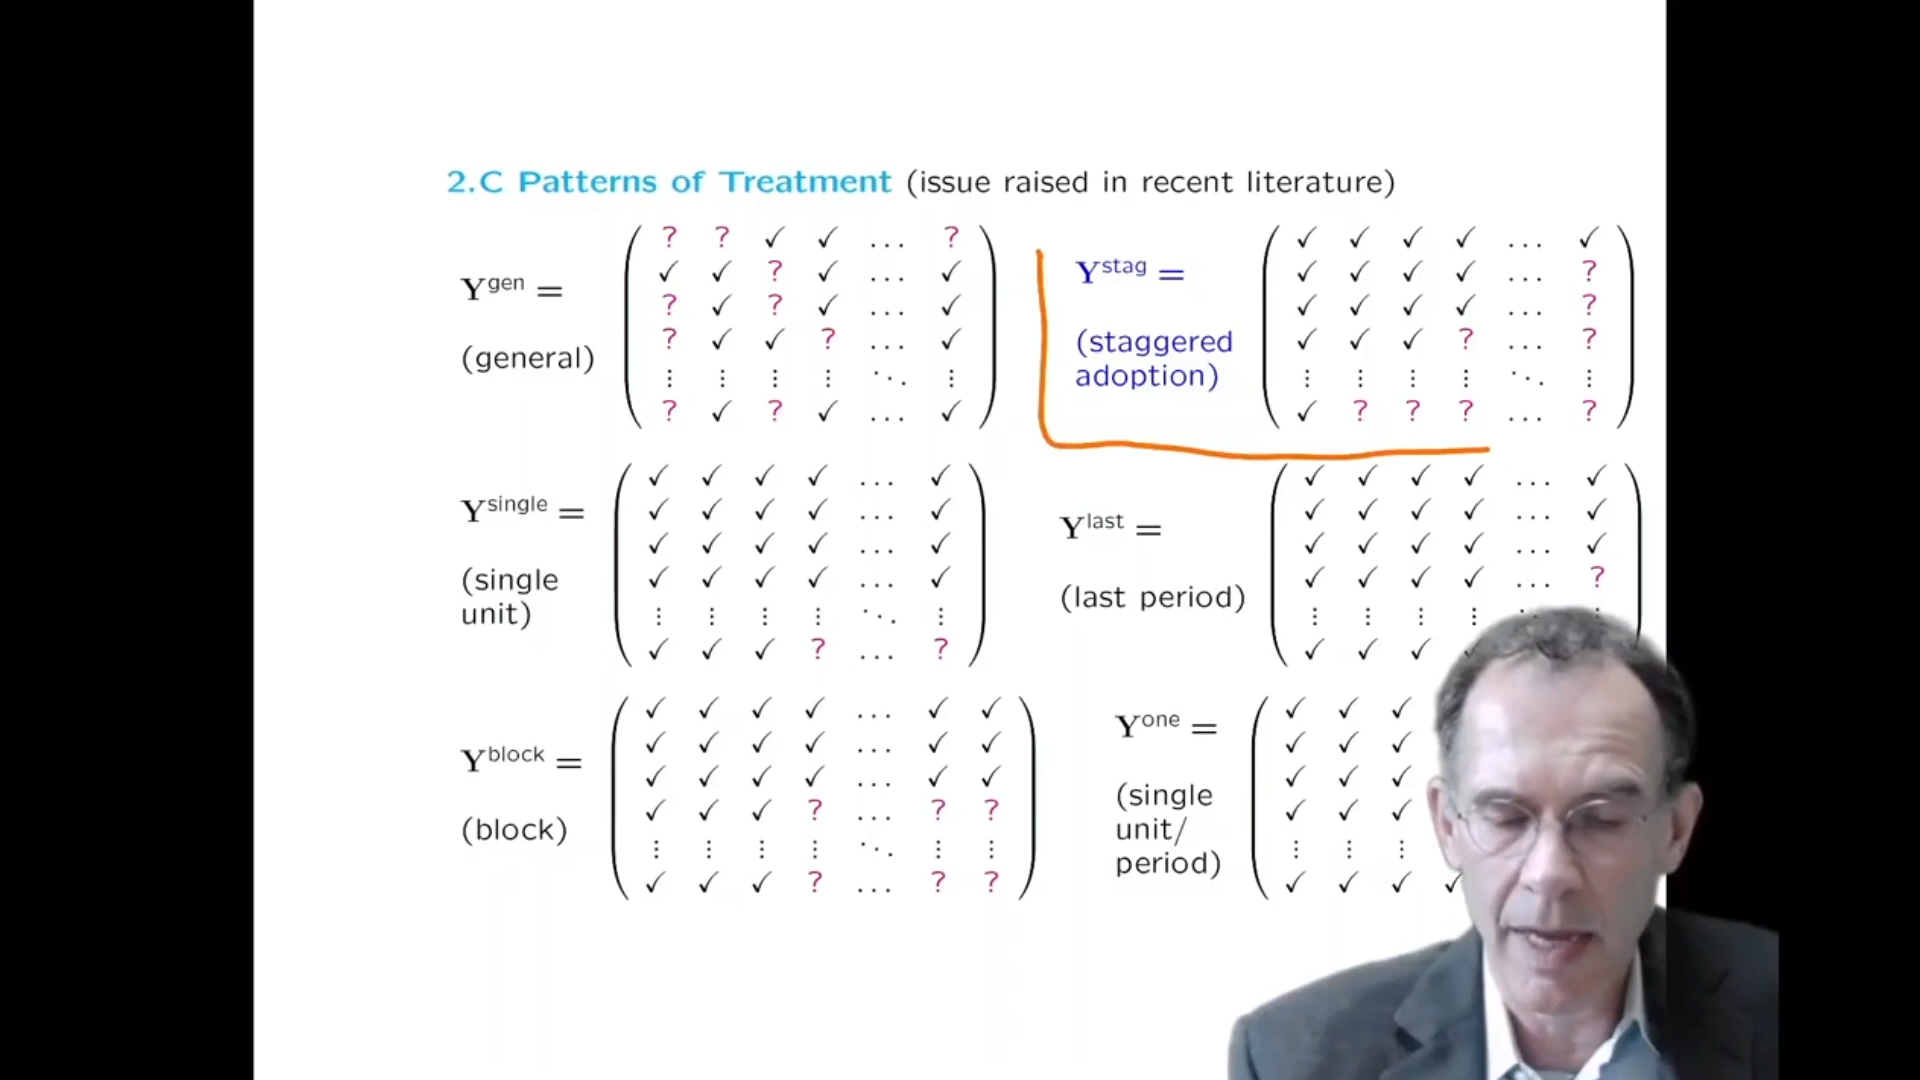 2.C Patterns of Treatment (issue raised in recent literature)
Y^gen =
(general)
? ? ✓ ✓ … ?
✓ ✓ ? ✓ … ✓
? ✓ ? ✓ … ✓
? ✓ ✓ ? … ✓
⋮ ⋮ ⋮ ⋮ ⋱ ⋮
? ✓ ? ✓ … ✓
Y^stag =
(staggered
adoption)
✓ ✓ ✓ ✓ … ✓
✓ ✓ ✓ ✓ … ?
✓ ✓ ✓ ✓ … ?
✓ ✓ ✓ ? … ?
⋮ ⋮ ⋮ ⋮ ⋱ ⋮
✓ ? ? ? … ?
Y^single =
(single
unit)
✓ ✓ ✓ ✓ … ✓
✓ ✓ ✓ ✓ … ✓
✓ ✓ ✓ ✓ … ✓
✓ ✓ ✓ ✓ … ✓
⋮ ⋮ ⋮ ⋮ ⋱ ⋮
✓ ✓ ✓ ? … ?
Y^last =
(last period)
✓ ✓ ✓ ✓ … ✓
✓ ✓ ✓ ✓ … ✓
✓ ✓ ✓ ✓ … ✓
✓ ✓ ✓ ✓ … ?
⋮ ⋮ ⋮ ⋮
✓ ✓ ✓
Y^block =
(block)
✓ ✓ ✓ ✓ … ✓ ✓
✓ ✓ ✓ ✓ … ✓ ✓
✓ ✓ ✓ ✓ … ✓ ✓
✓ ✓ ✓ ? … ? ?
⋮ ⋮ ⋮ ⋮ ⋱ ⋮ ⋮
✓ ✓ ✓ ? … ? ?
Y^one =
(single
unit/
period)
✓ ✓ ✓
✓ ✓ ✓
✓ ✓ ✓
✓ ✓ ✓
⋮ ⋮ ⋮
✓ ✓ ✓ ✓